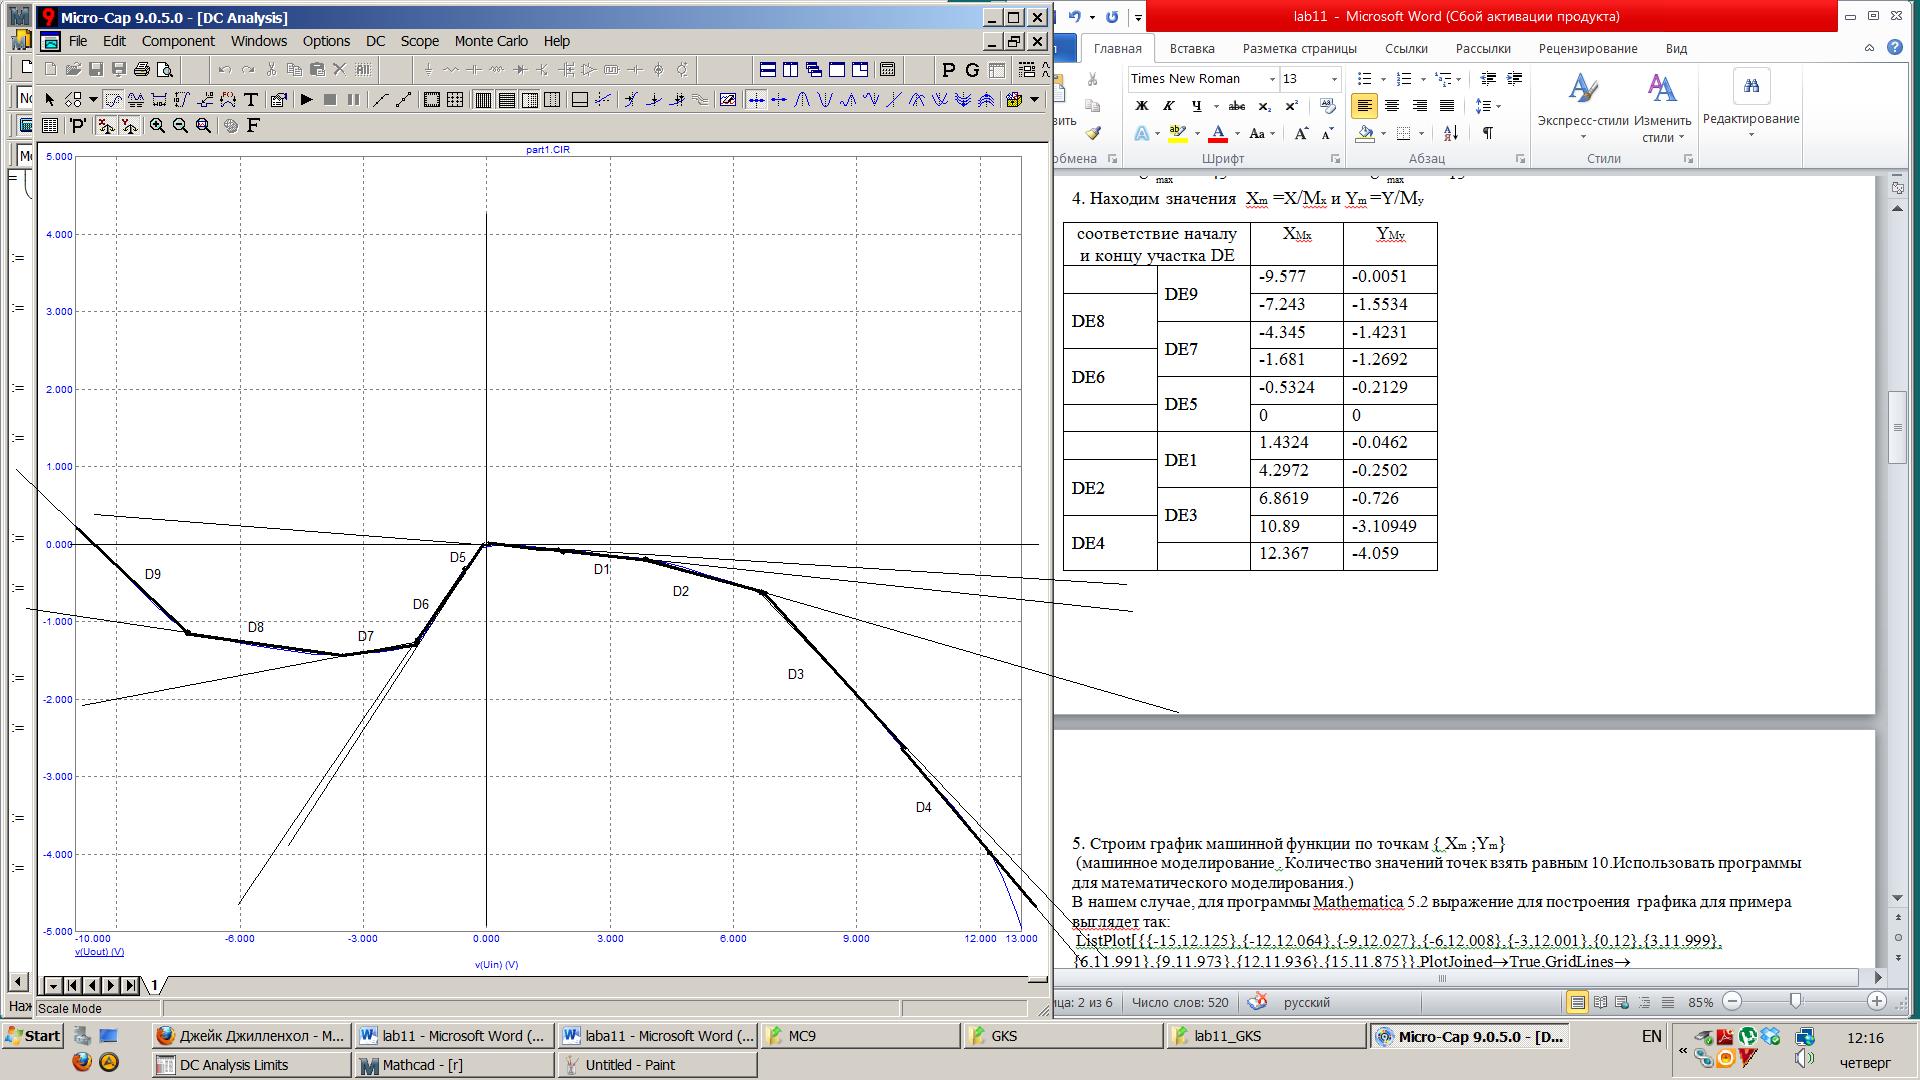 Micro-Cap 9.0.5.0 - [DC Analysis]
File Edit Component Windows Options DC Scope Monte Carlo Help
P G
'P' F
part1.CIR
5.000
4.000
3.000
2.000
1.000
0.000
-1.000
-2.000
-3.000
-4.000
-5.000
D9
D8
D7
D6
D5
D1
D2
D3
D4
-10.000 -6.000 -3.000 0.000 3.000 6.000 9.000 12.000 13.000
v(Uout) (V)
v(Uin) (V)
1
Scale Mode
lab11 - Microsoft Word (Сбой активации продукта)
Главная Вставка Разметка страницы Ссылки Рассылки Рецензирование Вид
Times New Roman 13
Ж К Ч abc x₂ x²
Экспресс-стили
Изменить стили
Редактирование
Шрифт Абзац Стили
4. Находим значения Xm =X/Mx и Ym =Y/My
соответствие началу и концу участка DE XMx YMy
DE9 -9.577 -0.0051
-7.243 -1.5534
DE8
DE7 -4.345 -1.4231
-1.681 -1.2692
DE6
DE5 -0.5324 -0.2129
0 0
DE1 1.4324 -0.0462
4.2972 -0.2502
DE2
DE3 6.8619 -0.726
10.89 -3.10949
DE4
12.367 -4.059
5. Строим график машинной функции по точкам { Xm ;Ym}
(машинное моделирование . Количество значений точек взять равным 10.Использовать программы
для математического моделирования.)
В нашем случае, для программы Mathematica 5.2 выражение для построения графика для примера
выглядет так:
ListPlot[{{-15,12.125},{-12,12.064},{-9,12.027},{-6,12.008},{-3,12.001},{0,12},{3,11.999},
{6,11.991},{9,11.973},{12,11.936},{15,11.875}},PlotJoined→True,GridLines→
2 из 6 Число слов: 520 русский 85%
Start
Джейк Джилленхол - M...
lab11 - Microsoft Word (...
laba11 - Microsoft Word (...
MC9
GKS
lab11_GKS
Micro-Cap 9.0.5.0 - [D...
DC Analysis Limits
Mathcad - [r]
Untitled - Paint
EN
12:16
четверг